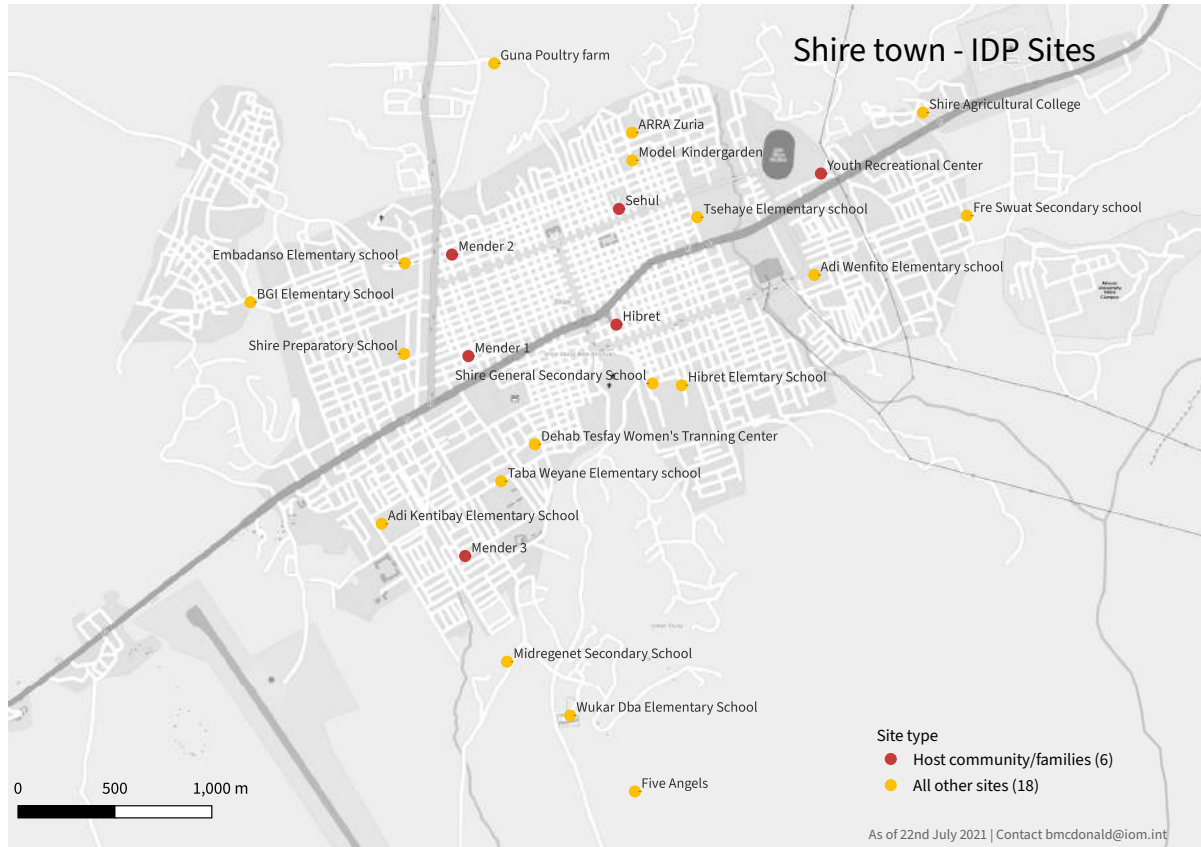 Shire town - IDP Sites
Guna Poultry farm
Shire Agricultural College
ARRA Zuria
Model Kindergarden
Youth Recreational Center
Sehul
Tsehaye Elementary school
Fre Swuat Secondary school
Mender 2
Embadanso Elementary school
Adi Wenfito Elementary school
BGI Elementary School
Hibret
Shire Preparatory School
Mender 1
Shire General Secondary School
Hibret Elemtary School
Dehab Tesfay Women's Tranning Center
Taba Weyane Elementary school
Adi Kentibay Elementary School
Mender 3
Midregenet Secondary School
Wukar Dba Elementary School
Five Angels
Site type
Host community/families (6)
All other sites (18)
0 500 1,000 m
As of 22nd July 2021 | Contact bmcdonald@iom.int